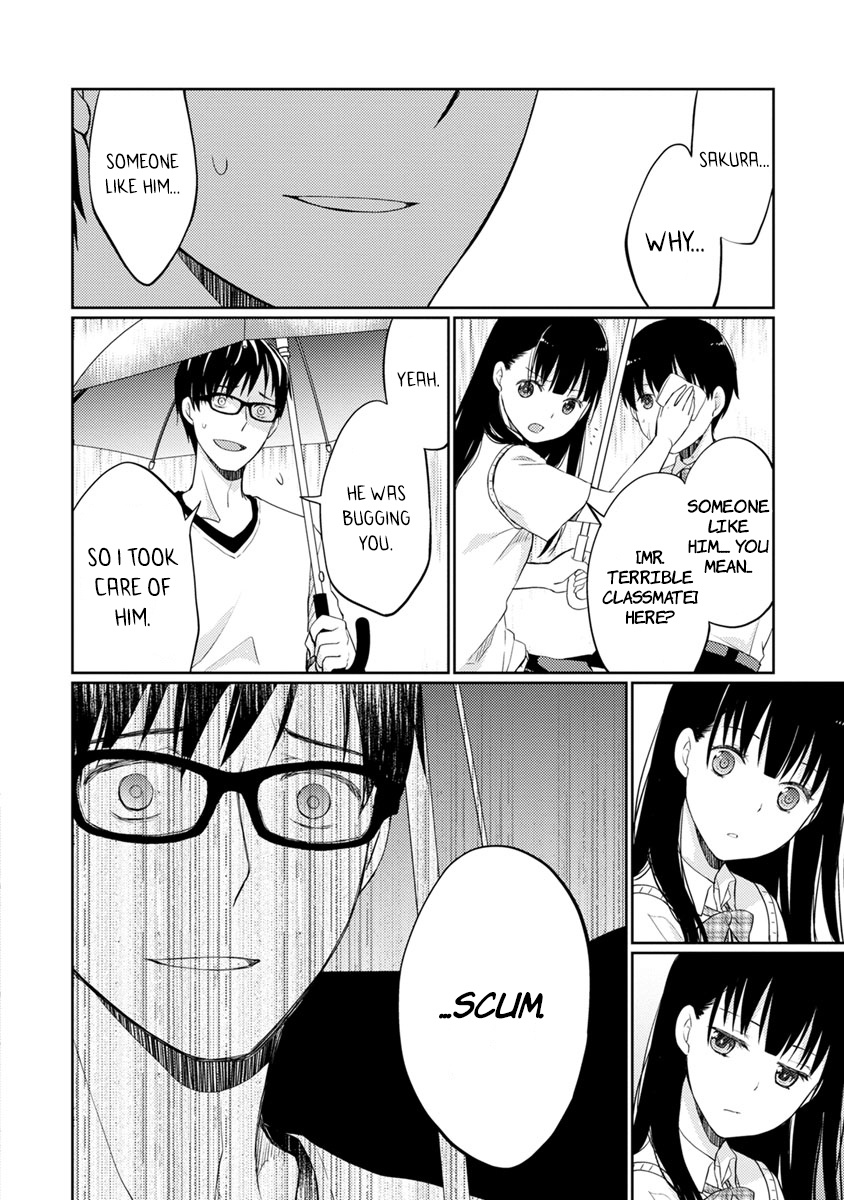 SAKURA...
WHY...
SOMEONE
LIKE HIM...
SOMEONE
LIKE
HIM... YOU
MEAN...
[MR.
TERRIBLE
CLASSMATE]
HERE?
YEAH.
HE WAS
BUGGING
YOU.
SO I TOOK
CARE OF
HIM.
...SCUM.